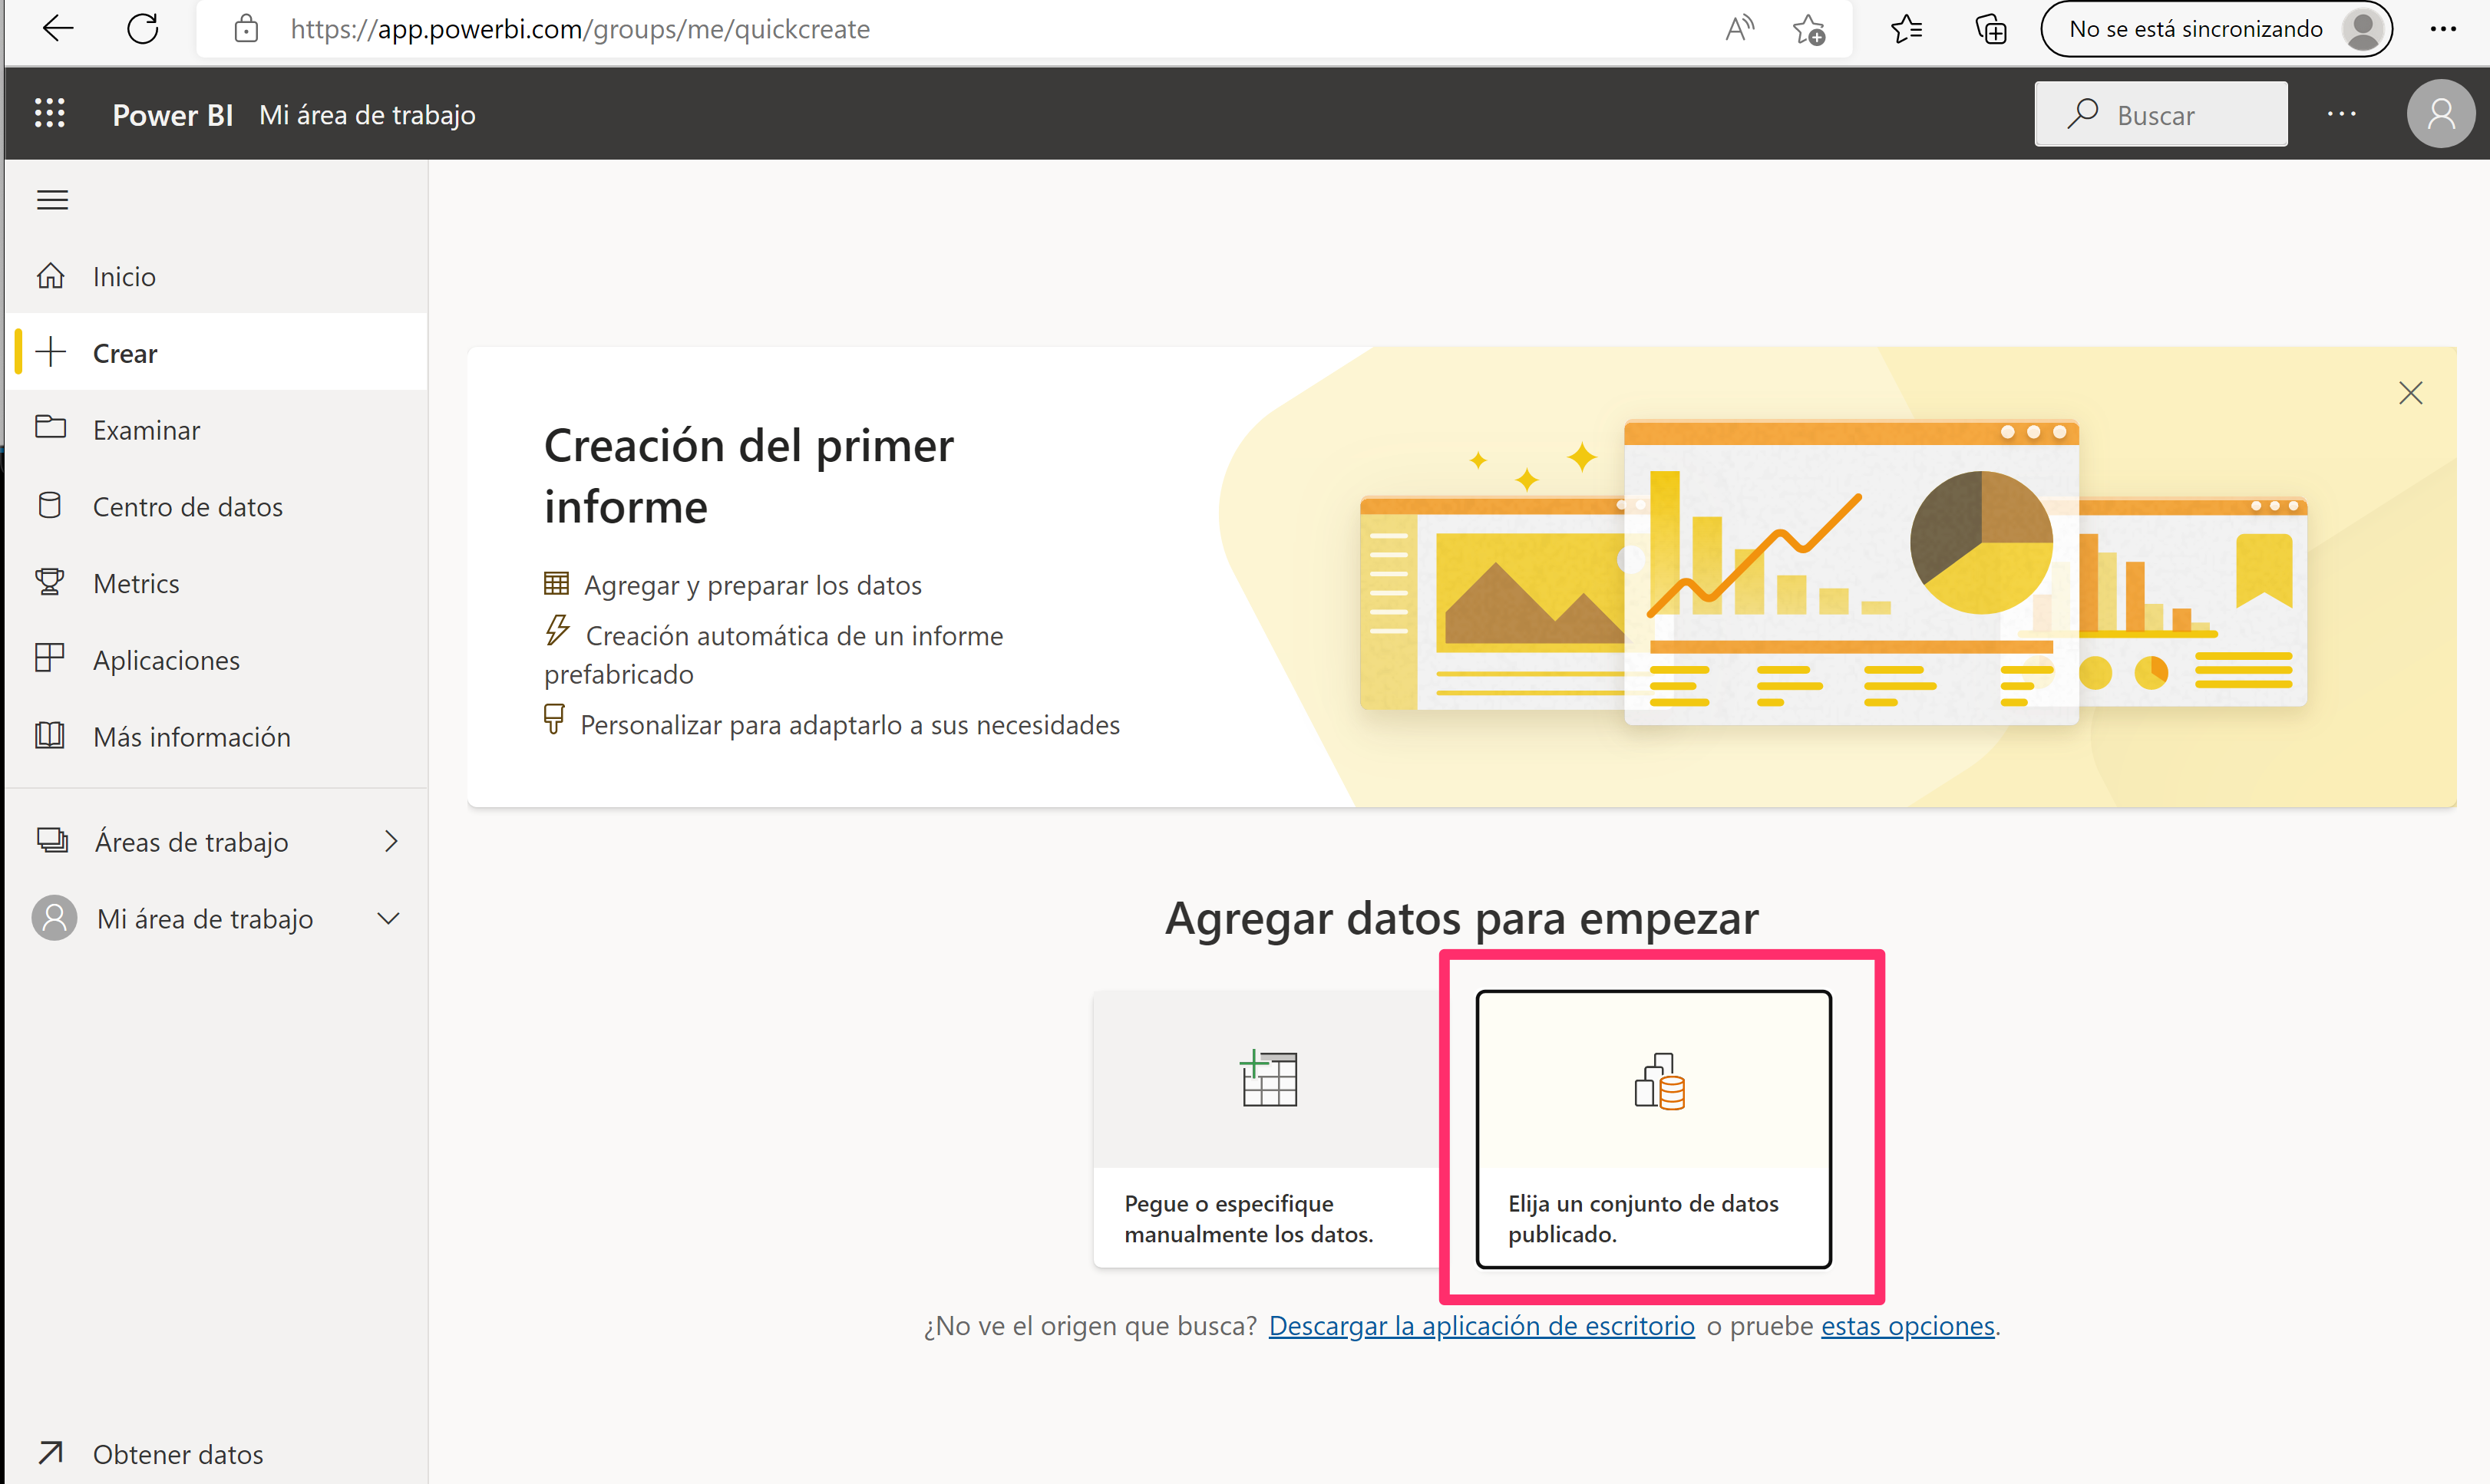 https://app.powerbi.com/groups/me/quickcreate
No se está sincronizando
Power BI Mi área de trabajo
Buscar
Inicio
Crear
Examinar
Centro de datos
Metrics
Aplicaciones
Más información
Áreas de trabajo
Mi área de trabajo
Obtener datos
Creación del primer
informe
Agregar y preparar los datos
Creación automática de un informe
prefabricado
Personalizar para adaptarlo a sus necesidades
Agregar datos para empezar
Pegue o especifique
manualmente los datos.
Elija un conjunto de datos
publicado.
¿No ve el origen que busca? Descargar la aplicación de escritorio o pruebe estas opciones.